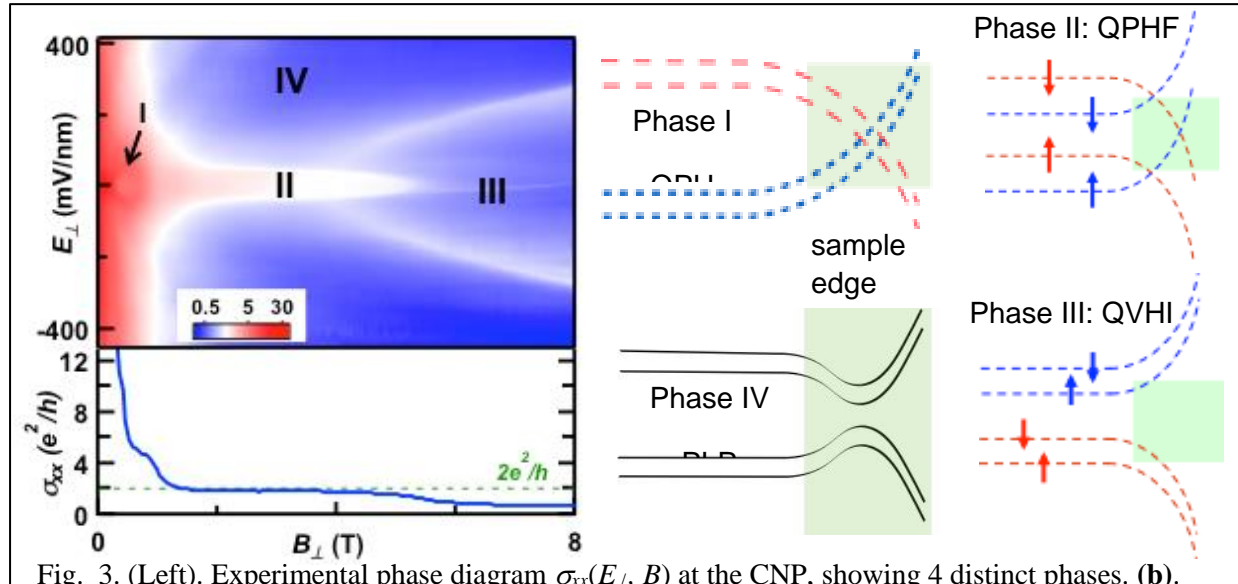 400
IV
I
II
III
E⊥ (mV/nm)
0.5 5 30
-400
12
8
4
0
σxx (e²/h)
2e²/h
0
B⊥ (T)
8
Phase I
sample
edge
Phase IV
Phase II: QPHF
Phase III: QVHI
Fig. 3. (Left). Experimental phase diagram σxx(E⊥, B) at the CNP, showing 4 distinct phases. (b).